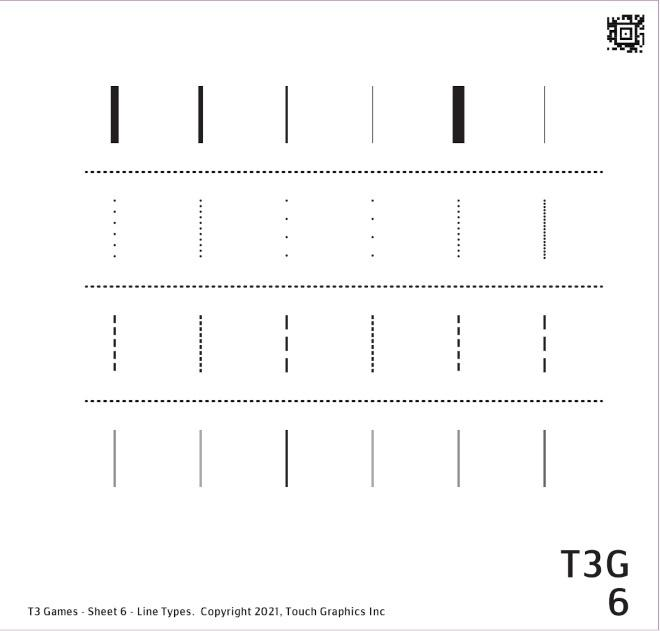 T3G
6
T3 Games - Sheet 6 - Line Types. Copyright 2021, Touch Graphics Inc